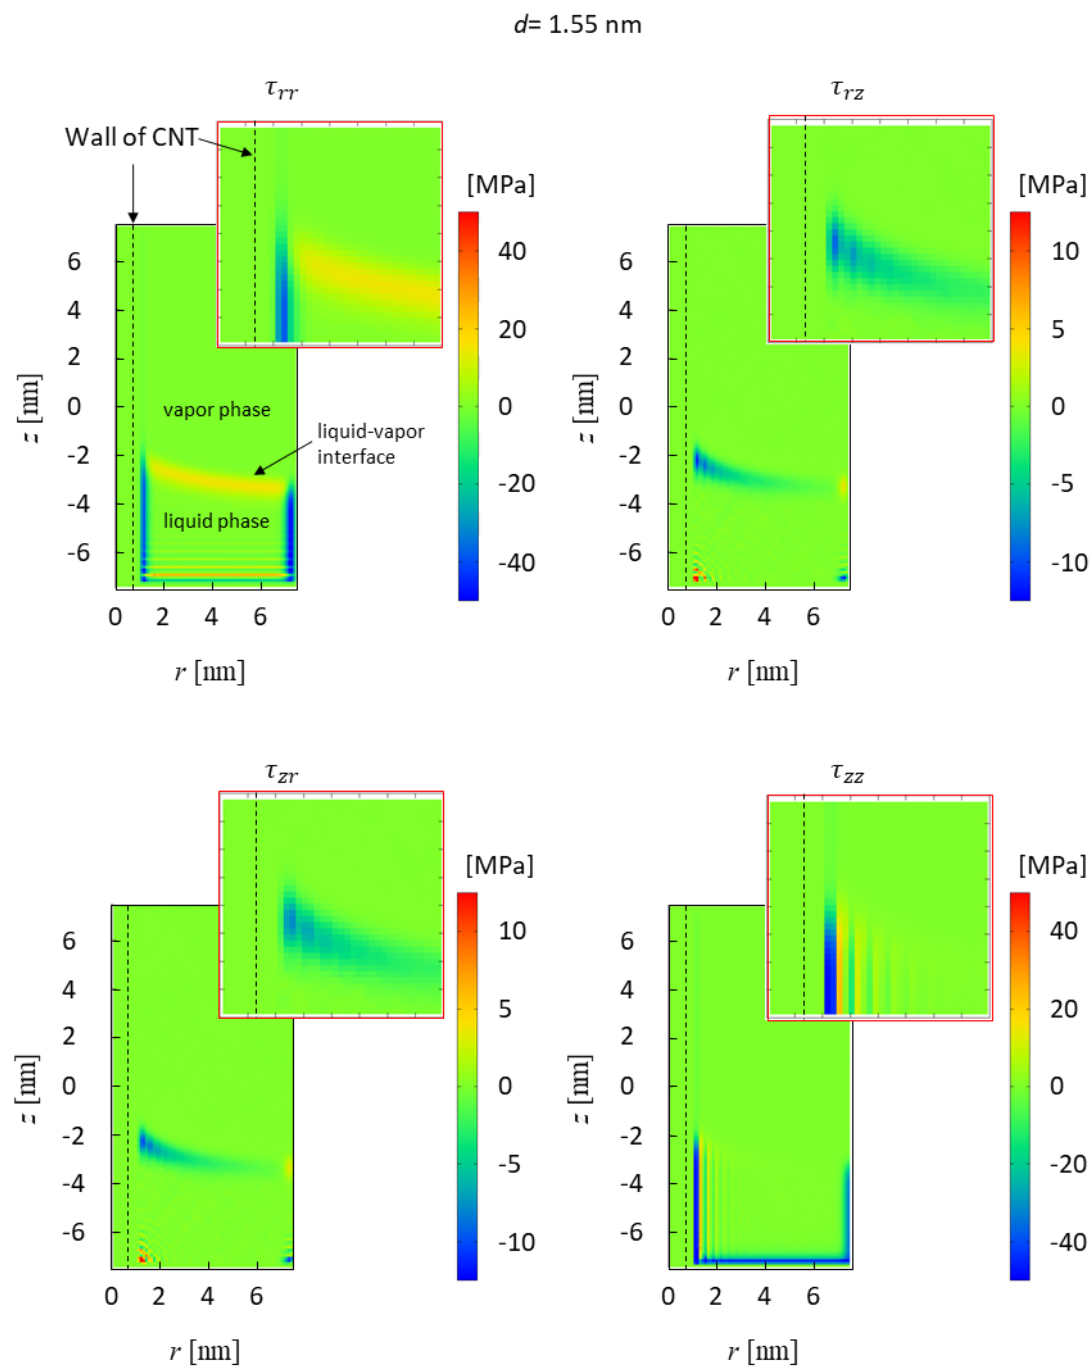 d= 1.55 nm
τrr
Wall of CNT
[MPa]
40
20
0
-20
-40
6
4
2
0
-2
-4
-6
z [nm]
vapor phase
liquid-vapor
interface
liquid phase
0 2 4 6
r [nm]
τrz
[MPa]
10
5
0
-5
-10
6
4
2
0
-2
-4
-6
z [nm]
0 2 4 6
r [nm]
τzr
[MPa]
10
5
0
-5
-10
6
4
2
0
-2
-4
-6
z [nm]
0 2 4 6
r [nm]
τzz
[MPa]
40
20
0
-20
-40
6
4
2
0
-2
-4
-6
z [nm]
0 2 4 6
r [nm]